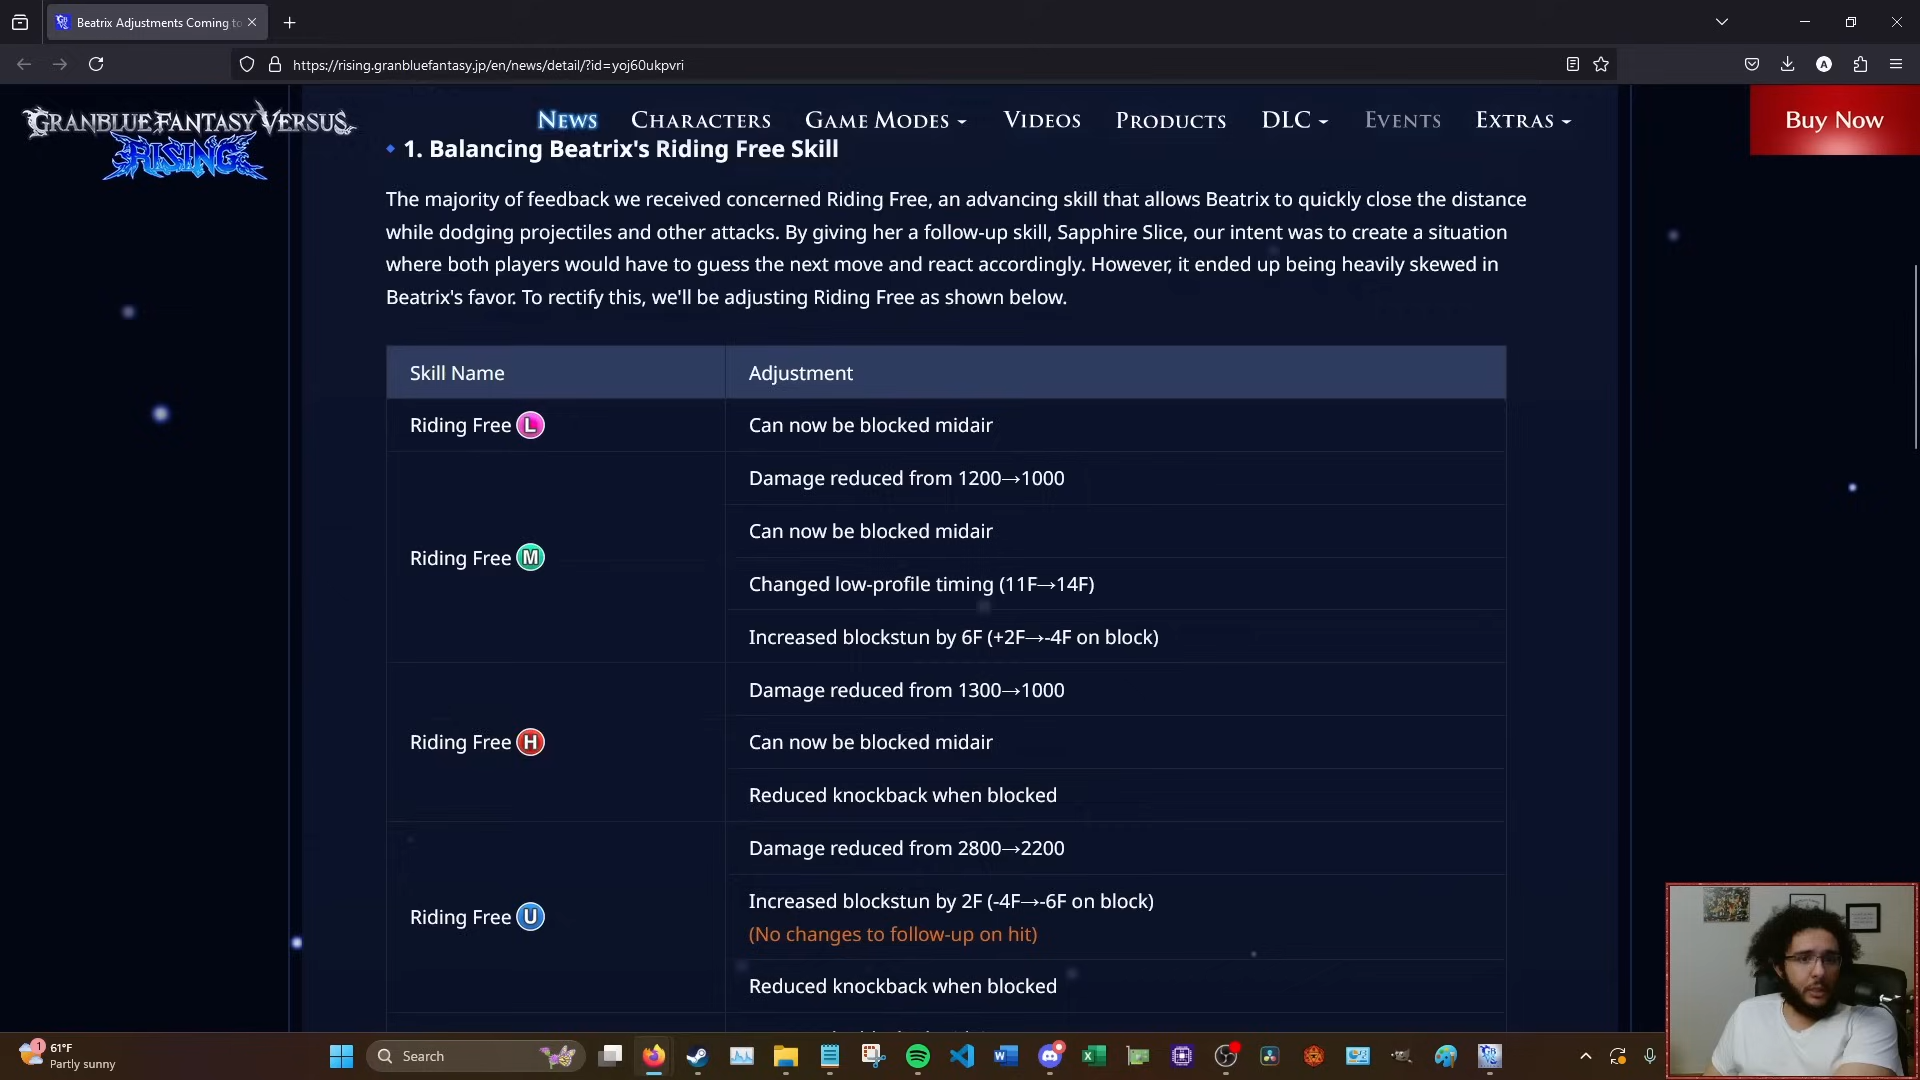 Beatrix Adjustments Coming to
https://rising.granbluefantasy.jp/en/news/detail/?id=yoj60ukpvri
GRANBLUE FANTASY VERSUS
RISING
NEWS
CHARACTERS
GAME MODES
VIDEOS
PRODUCTS
DLC
EVENTS
EXTRAS
Buy Now
1. Balancing Beatrix's Riding Free Skill
The majority of feedback we received concerned Riding Free, an advancing skill that allows Beatrix to quickly close the distance
while dodging projectiles and other attacks. By giving her a follow-up skill, Sapphire Slice, our intent was to create a situation
where both players would have to guess the next move and react accordingly. However, it ended up being heavily skewed in
Beatrix's favor. To rectify this, we'll be adjusting Riding Free as shown below.
Skill Name
Adjustment
Riding Free L
Can now be blocked midair
Riding Free M
Damage reduced from 1200→1000
Can now be blocked midair
Changed low-profile timing (11F→14F)
Increased blockstun by 6F (+2F→-4F on block)
Riding Free H
Damage reduced from 1300→1000
Can now be blocked midair
Reduced knockback when blocked
Riding Free U
Damage reduced from 2800→2200
Increased blockstun by 2F (-4F→-6F on block)
(No changes to follow-up on hit)
Reduced knockback when blocked
1
61°F
Partly sunny
Search